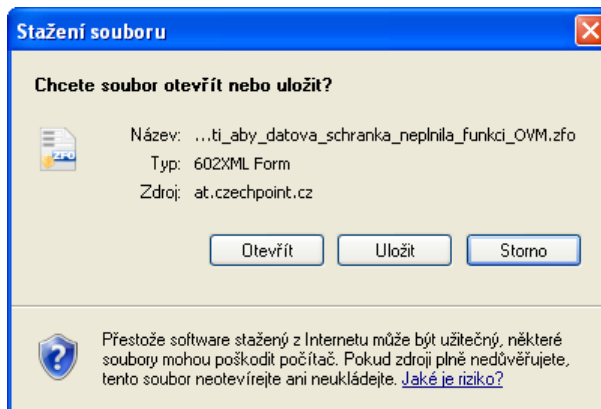 Stažení souboru
Chcete soubor otevřít nebo uložit?
Název: ...ti_aby_datova_schranka_neplnila_funkci_OVM.zfo
ZFO
Typ: 602XML Form
Zdroj: at.czechpoint.cz
Otevřít Uložit Storno
Přestože software stažený z Internetu může být užitečný, některé
soubory mohou poškodit počítač. Pokud zdroji plně nedůvěřujete,
tento soubor neotevírejte ani neukládejte. Jaké je riziko?